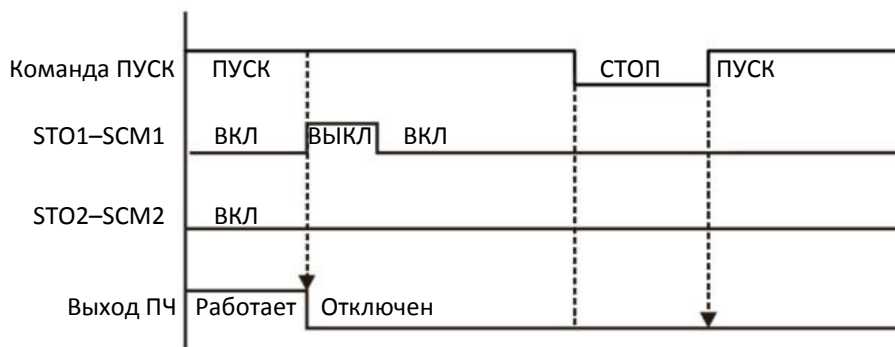 Команда ПУСК ПУСК СТОП ПУСК
STO1–SCM1 ВКЛ ВЫКЛ ВКЛ
STO2–SCM2 ВКЛ
Выход ПЧ Работает Отключен